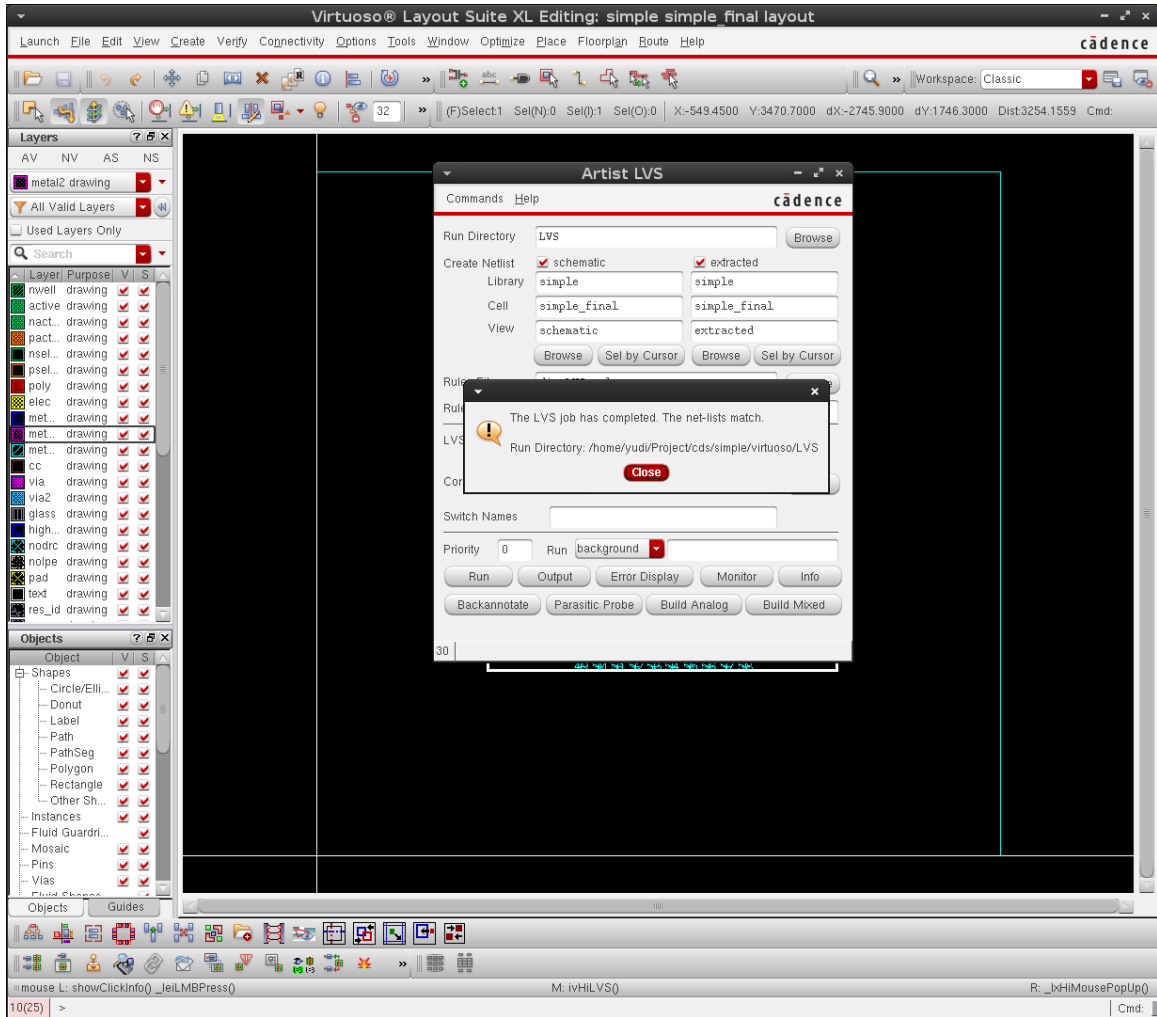 Virtuoso® Layout Suite XL Editing: simple simple_final layout
Launch File Edit View Create Verify Connectivity Options Tools Window Optimize Place Floorplan Route Help
cādence
» » Workspace: Classic
32 » (F)Select:1 Sel(N):0 Sel(I):1 Sel(O):0 X:-549.4500 Y:3470.7000 dX:-2745.9000 dY:1746.3000 Dist:3254.1559 Cmd:
Layers
AV NV AS NS
metal2 drawing
All Valid Layers
Used Layers Only
Search
Layer Purpose V S
nwell drawing
active drawing
nact... drawing
pact... drawing
nsel... drawing
psel... drawing
poly drawing
elec drawing
met... drawing
met... drawing
met... drawing
cc drawing
via drawing
via2 drawing
glass drawing
high... drawing
nodrc drawing
nolpe drawing
pad drawing
text drawing
res_id drawing
Objects
Object V S
Shapes
Circle/Elli...
Donut
Label
Path
PathSeg
Polygon
Rectangle
Other Sh...
Instances
Fluid Guardri...
Mosaic
Pins
Vias
Fluid Shapes
Objects Guides
Artist LVS
Commands Help
cādence
Run Directory LVS Browse
Create Netlist schematic extracted
Library simple simple
Cell simple_final simple_final
View schematic extracted
Browse Sel by Cursor Browse Sel by Cursor
The LVS job has completed. The net-lists match.
Run Directory: /home/yudi/Project/cds/simple/virtuoso/LVS
Close
Switch Names
Priority 0 Run background
Run Output Error Display Monitor Info
Backannotate Parasitic Probe Build Analog Build Mixed
30
»
mouse L: showClickInfo() _leiLMBPress() M: ivHiLVS() R: _lxHiMousePopUp()
10(25) > Cmd: